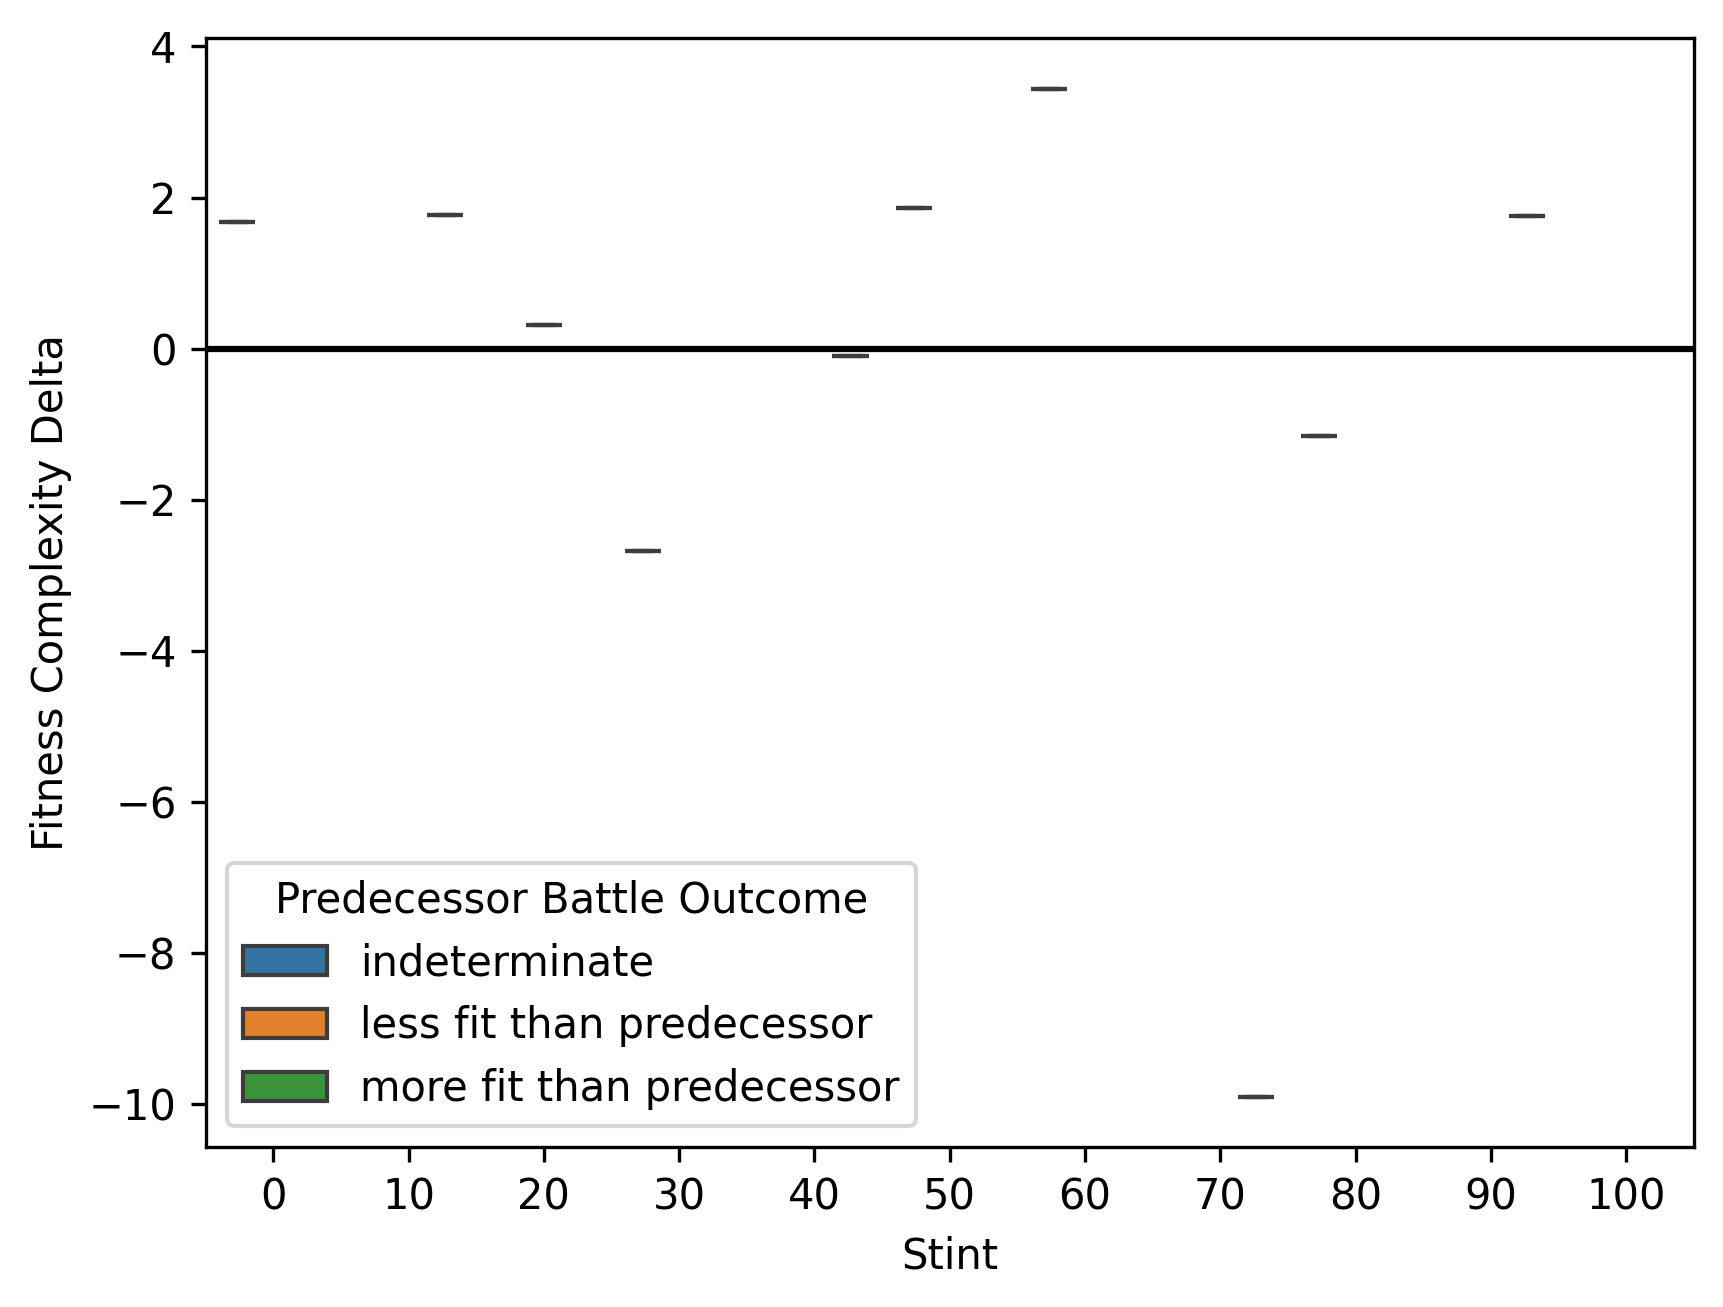 4
2
0
−2
−4
−6
−8
−10
Fitness Complexity Delta
Predecessor Battle Outcome
indeterminate
less fit than predecessor
more fit than predecessor
0 10 20 30 40 50 60 70 80 90 100
Stint